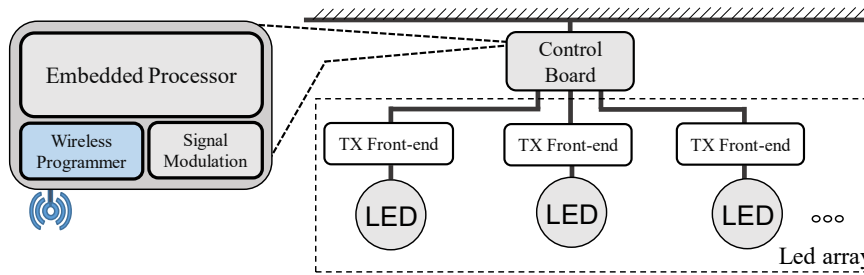 Embedded Processor
Wireless
Programmer
Signal
Modulation
Control
Board
TX Front-end
TX Front-end
TX Front-end
LED
LED
LED
Led array